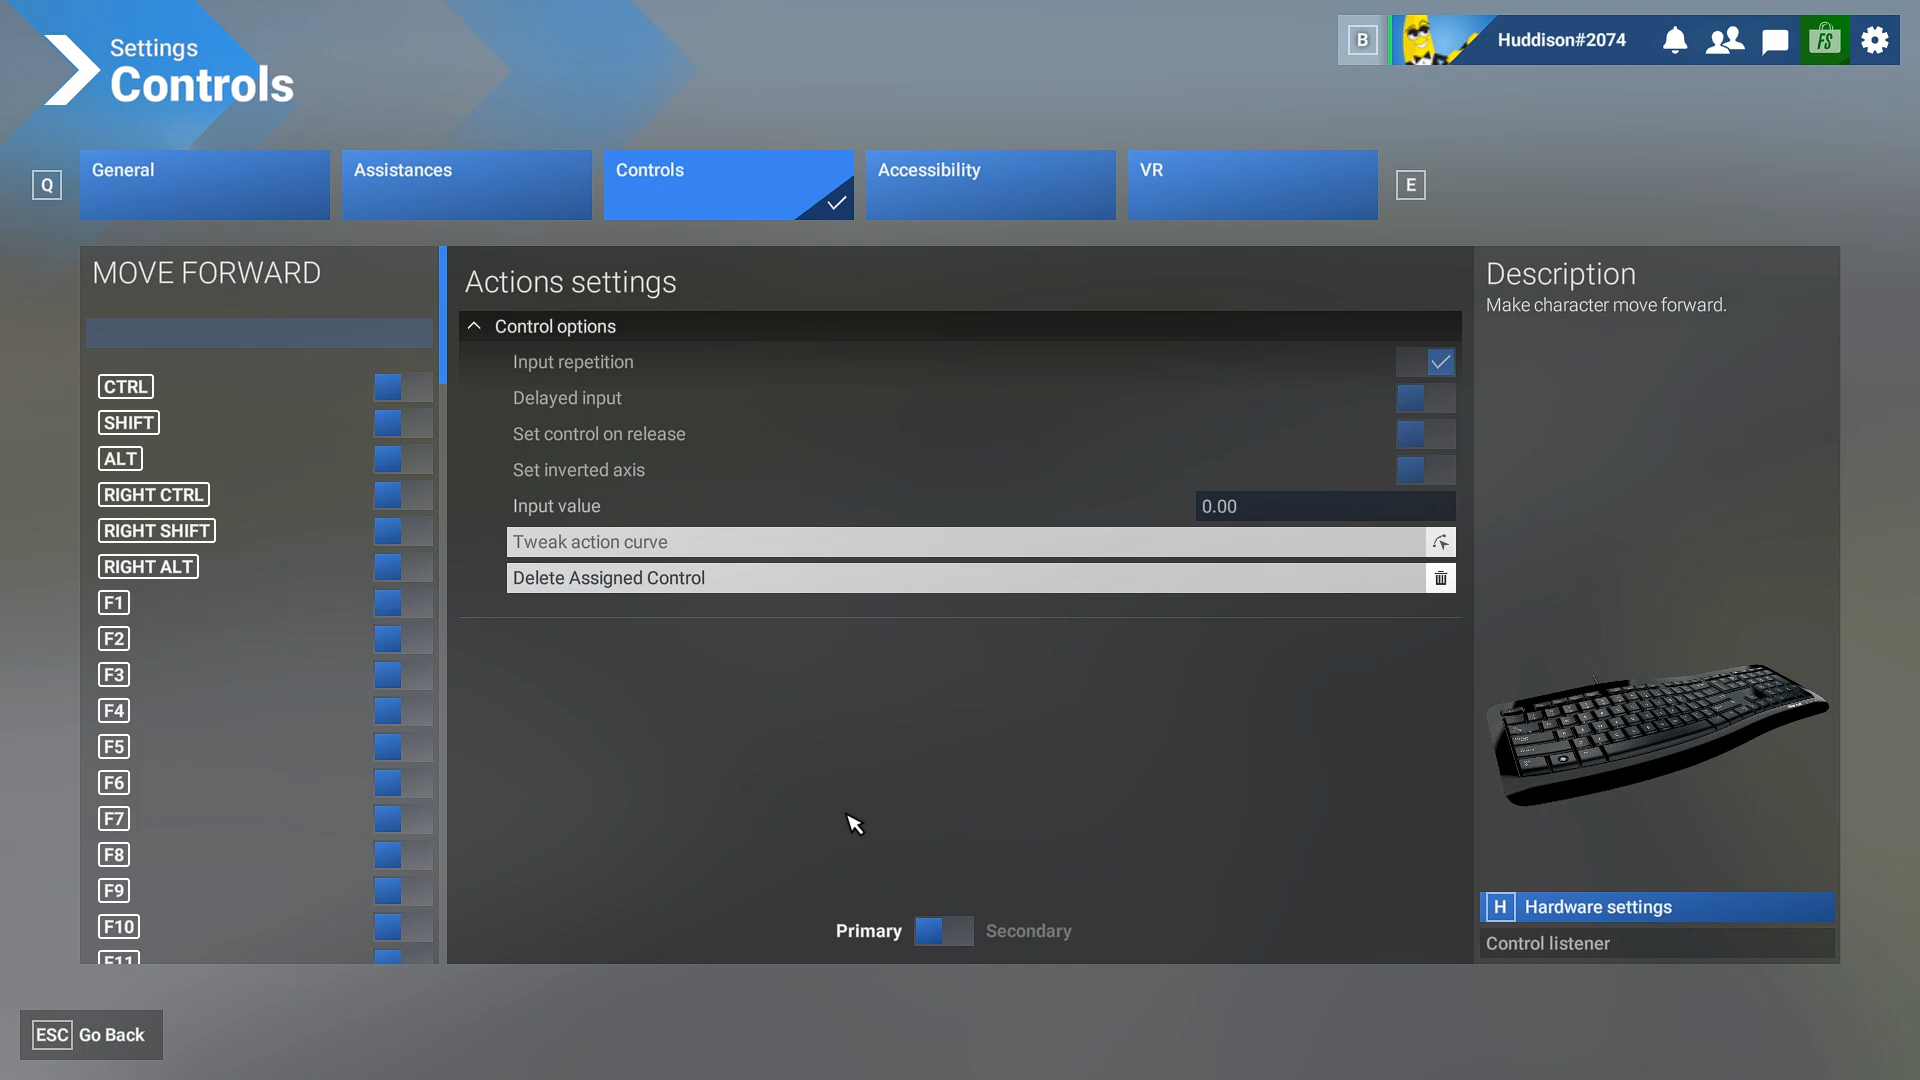 Settings
Controls
B
Huddison#2074
FS
Q
General
Assistances
Controls
Accessibility
VR
E
MOVE FORWARD
CTRL
SHIFT
ALT
RIGHT CTRL
RIGHT SHIFT
RIGHT ALT
F1
F2
F3
F4
F5
F6
F7
F8
F9
F10
F11
Actions settings
Control options
Input repetition
Delayed input
Set control on release
Set inverted axis
Input value
0.00
Tweak action curve
Delete Assigned Control
Primary
Secondary
Description
Make character move forward.
H Hardware settings
Control listener
ESC Go Back